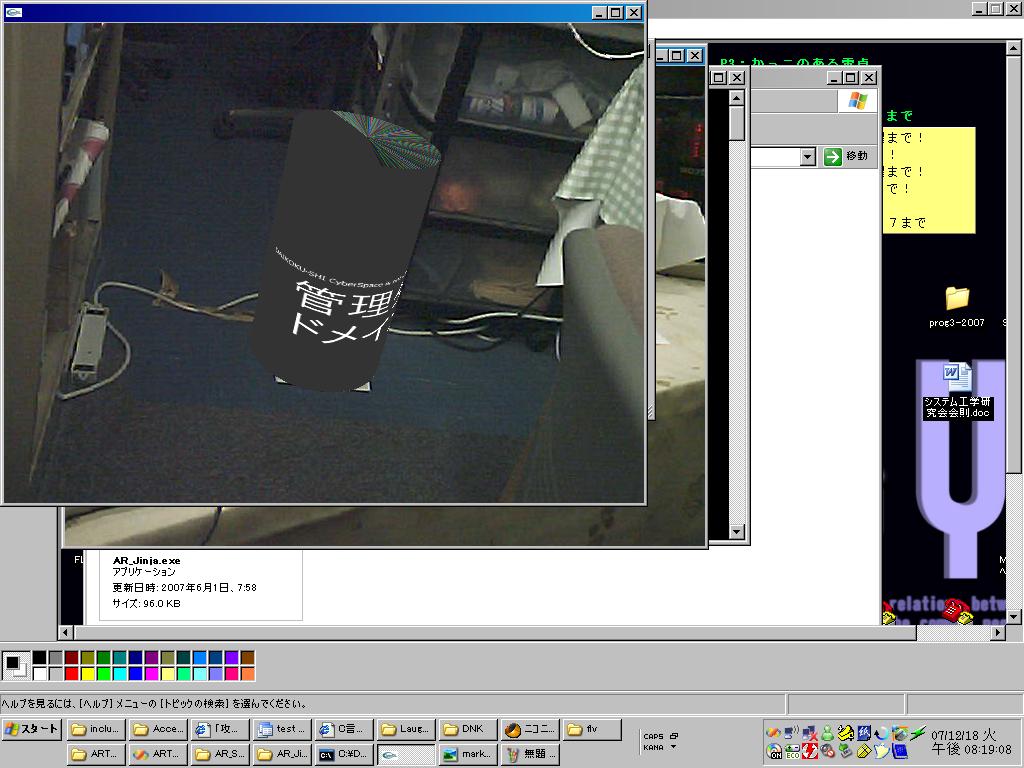 P3：かっこのある電卓
まで
まで！
！
まで！
で！
7まで
移動
prog3-2007
システム工学研
究会会則.doc
CyberSpace
管理
ドメイ
AR_Jinja.exe
アプリケーション
更新日時: 2007年6月1日、7:58
サイズ: 96.0 KB
relation betw
ヘルプを見るには、[ヘルプ] メニューの [トピックの検索] を選んでください。
スタート
inclu...
Acce...
「攻...
test ...
C言...
Laug...
DNK
ニコニ...
flv
ART...
ART...
AR_S...
AR_Ji...
C:¥D...
mark...
無題 ...
CAPS
KANA
07/12/18 火
午後 08:19:08